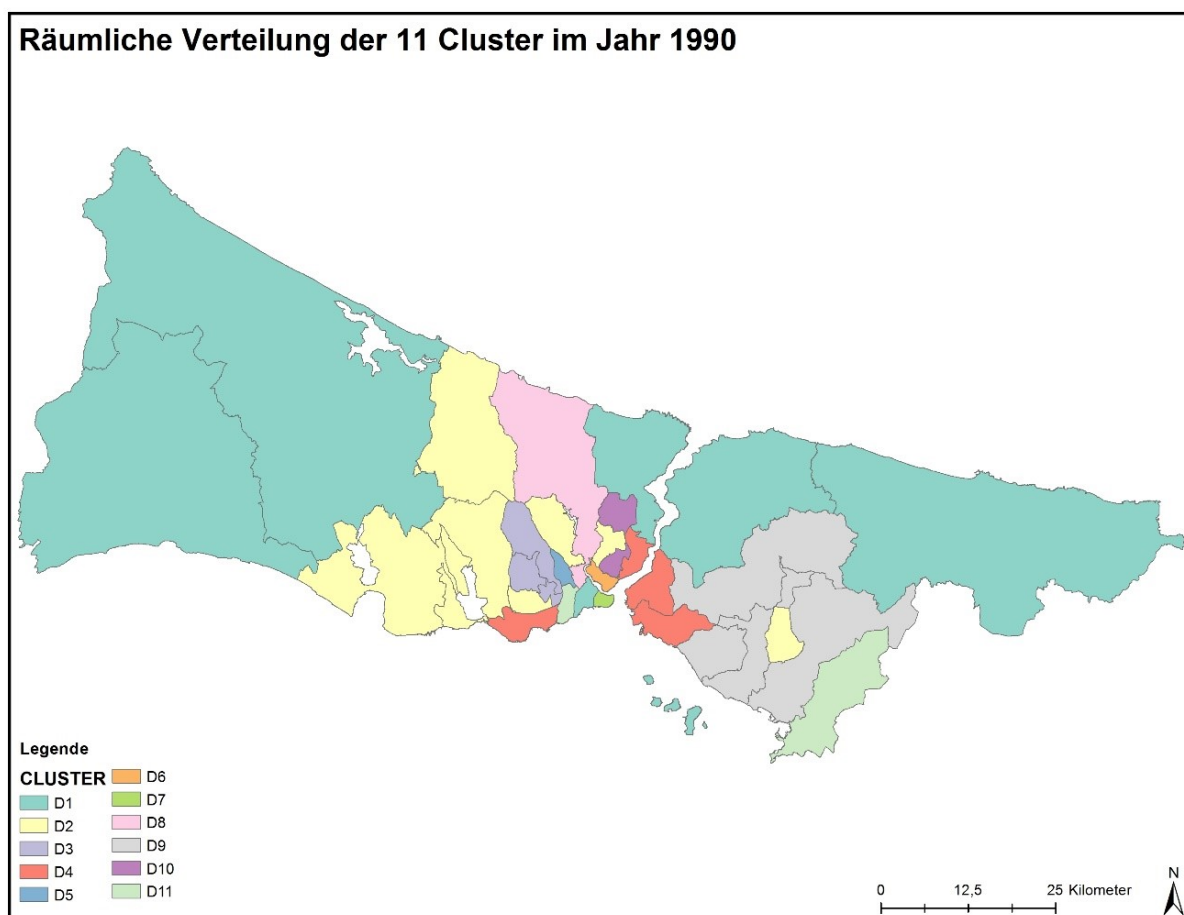 Räumliche Verteilung der 11 Cluster im Jahr 1990
Legende
CLUSTER
D1
D2
D3
D4
D5
D6
D7
D8
D9
D10
D11
0 12,5 25 Kilometer
N